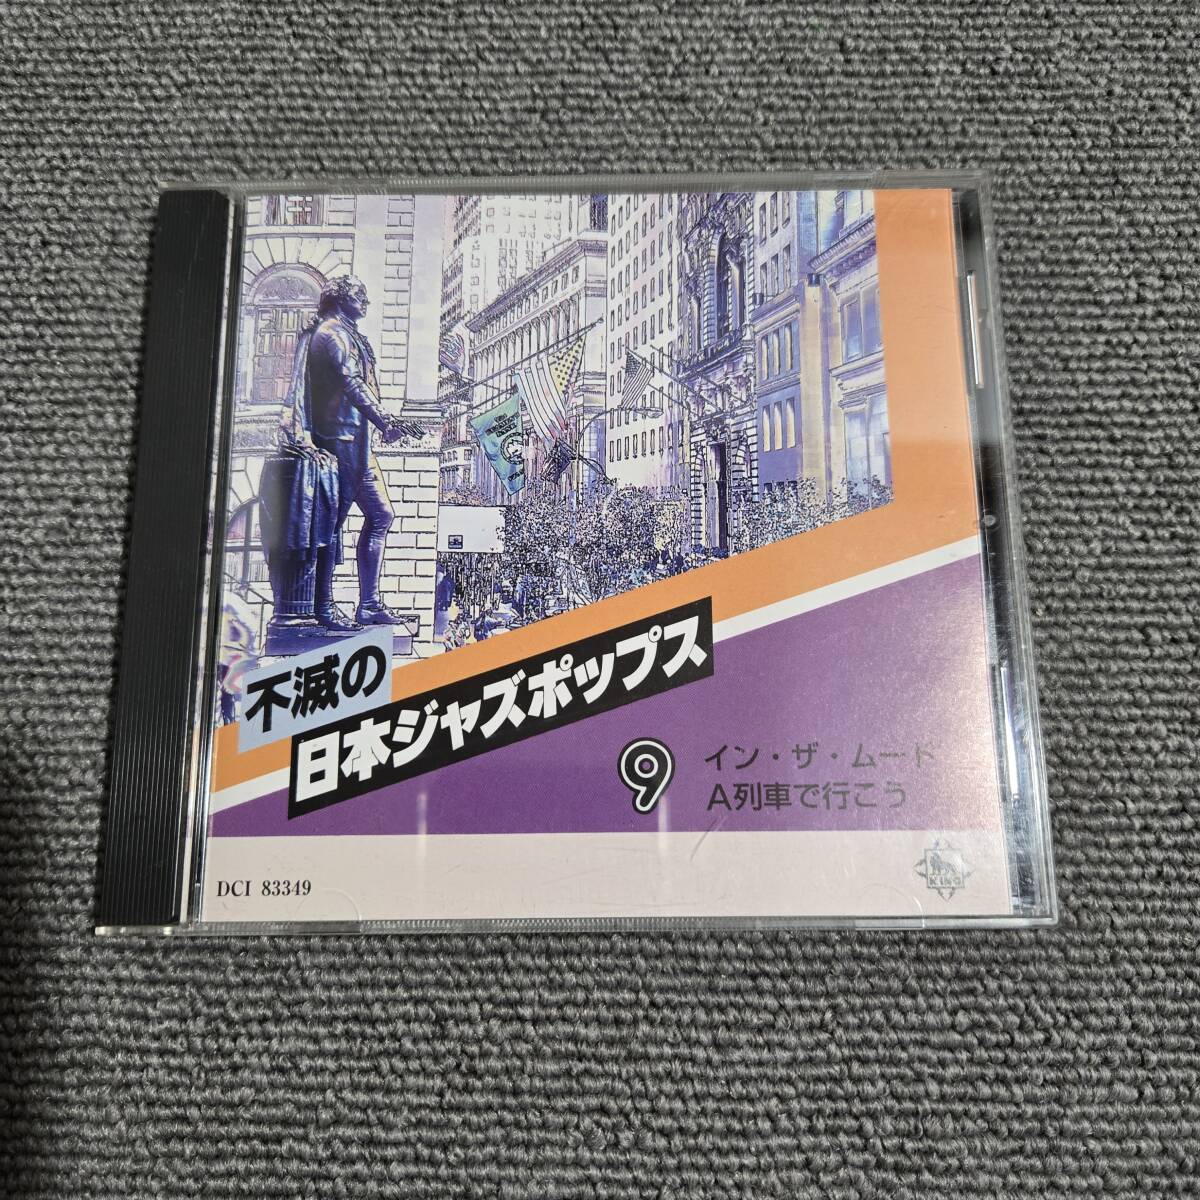 不滅の
日本ジャズポップス
9
イン・ザ・ムード
A列車で行こう
DCI 83349
KING